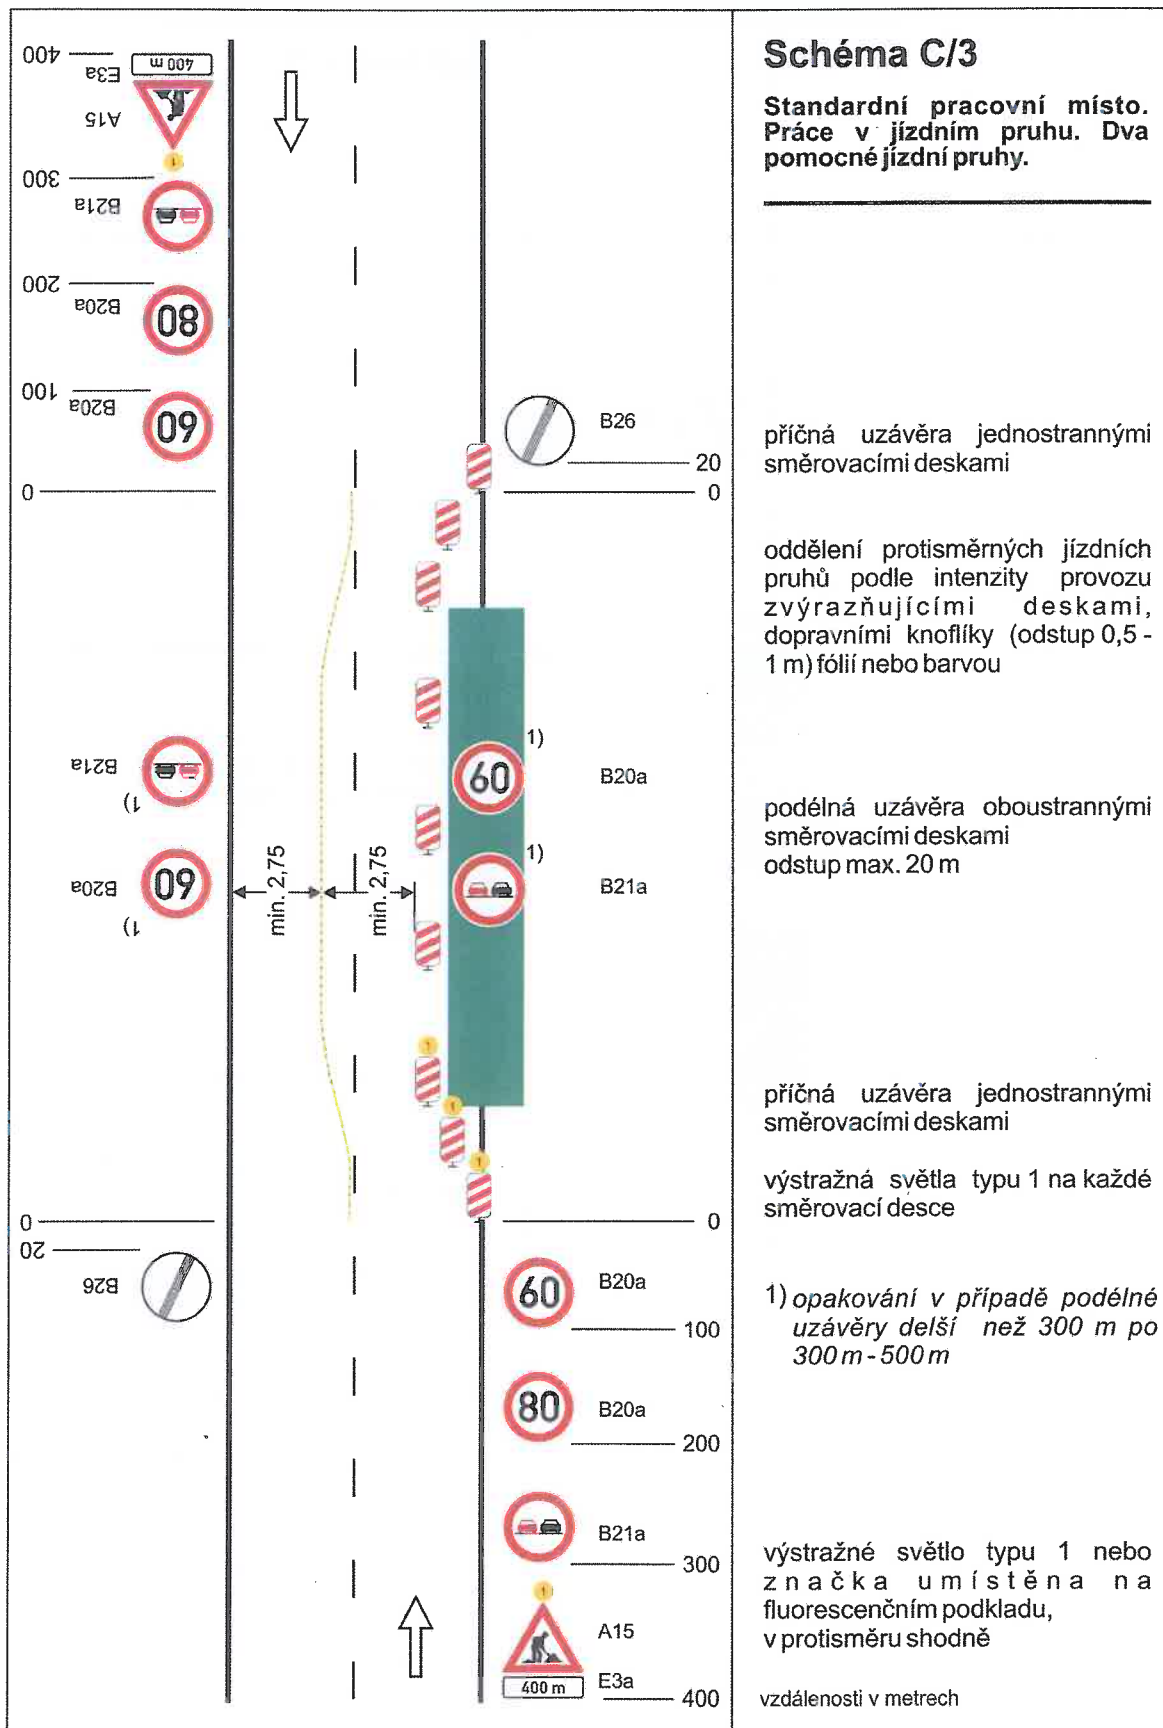 Schéma C/3
Standardní pracovní místo.
Práce v jízdním pruhu. Dva
pomocné jízdní pruhy.
400
400 m
E3a
A15
1
300
B21a
200
B20a
80
100
B20a
60
0
B26
20
0
příčná uzávěra jednostrannými
směrovacími deskami
oddělení protisměrných jízdních
pruhů podle intenzity provozu
zvýrazňujícími deskami,
dopravními knoflíky (odstup 0,5 -
1 m) fólií nebo barvou
B21a
1)
B20a
60
1)
min. 2,75
min. 2,75
1)
60
B20a
1)
B21a
podélná uzávěra oboustrannými
směrovacími deskami
odstup max. 20 m
1
1
1
příčná uzávěra jednostrannými
směrovacími deskami
výstražná světla typu 1 na každé
směrovací desce
0
20
B26
0
60
B20a
100
80
B20a
200
B21a
300
1
A15
400 m
E3a
400
1) opakování v případě podélné
uzávěry delší než 300 m po
300 m - 500 m
výstražné světlo typu 1 nebo
značka umístěna na
fluorescenčním podkladu,
v protisměru shodně
vzdálenosti v metrech